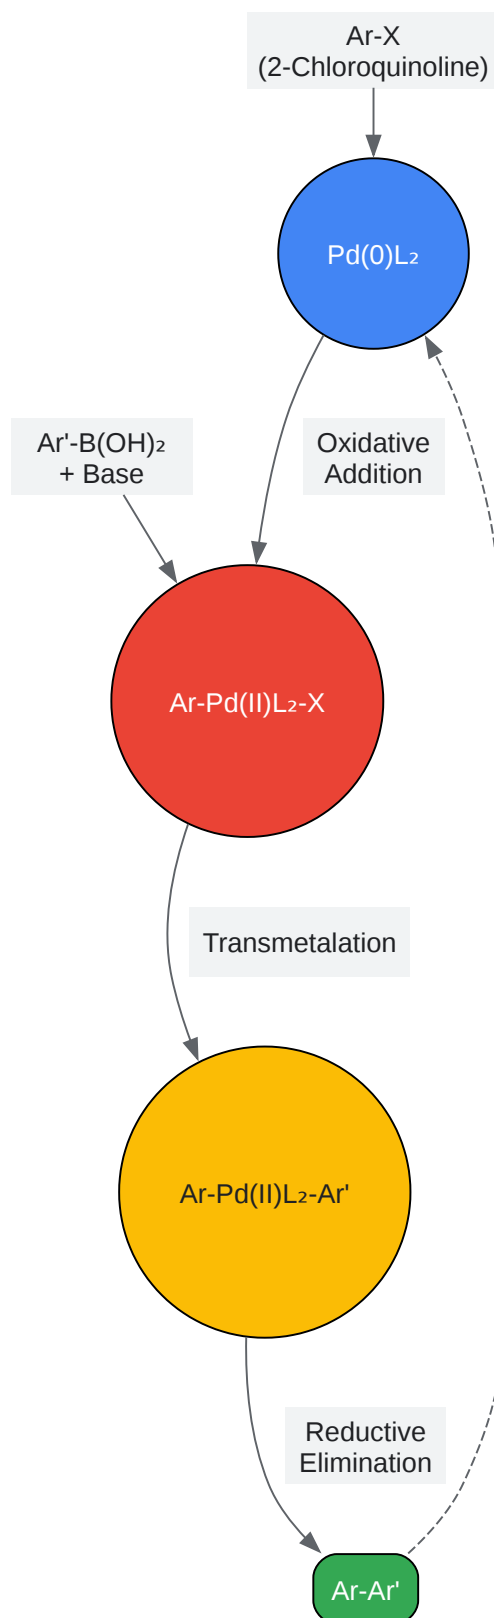 Ar-X
(2-Chloroquinoline)
Pd(0)L₂
Ar'-B(OH)₂
+ Base
Oxidative
Addition
Ar-Pd(II)L₂-X
Transmetalation
Ar-Pd(II)L₂-Ar'
Reductive
Elimination
Ar-Ar'